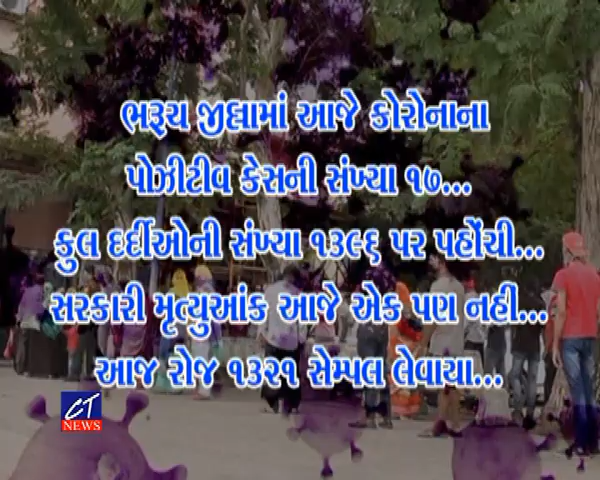 ભરૂચ જીલ્લામાં આજે કોરોનાના
પોઝીટીવ કેસની સંખ્યા ૧૭...
કુલ દર્દીઓની સંખ્યા ૧૩૯૬ પર પહોંચી...
સરકારી મૃત્યુઆંક આજે એક પણ નહી...
આજ રોજ ૧૩૨૧ સેમ્પલ લેવાયા...
CT
NEWS